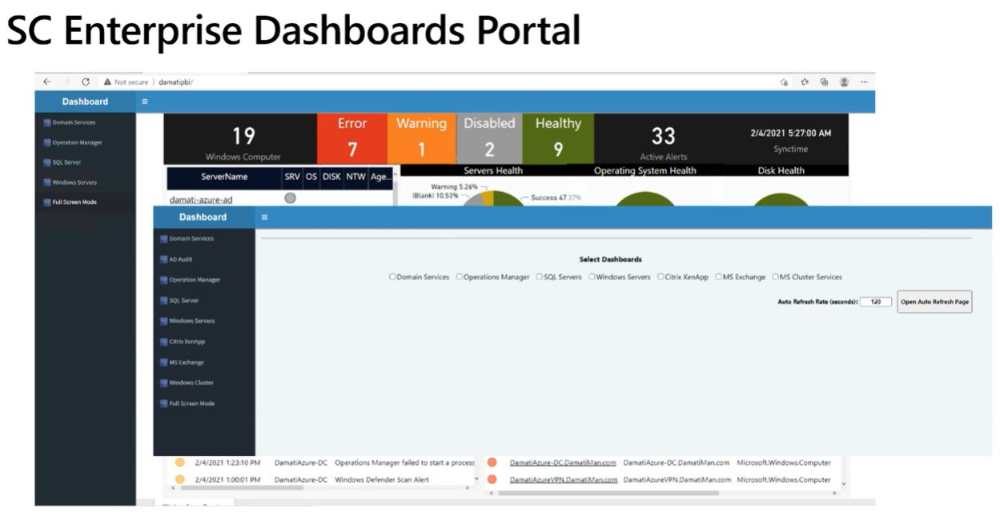 SC Enterprise Dashboards Portal
Not secure | damatipbi/
Dashboard
Domain Services
Operation Manager
SQL Server
Windows Servers
Full Screen Mode
19
Windows Computer
Error
7
Warning
1
Disabled
2
Healthy
9
33
Active Alerts
2/4/2021 5:27:00 AM
Synctime
ServerName SRV OS DISK NTW Age...
damati-azure-ad
Servers Health
Warning 5.26%
(Blank) 10.53%
Success 47.37%
Operating System Health
Disk Health
Dashboard
Domain Services
AD Audit
Operation Manager
SQL Server
Windows Servers
Citrix XenApp
MS Exchange
Windows Cluster
Full Screen Mode
Select Dashboards
Domain Services Operations Manager SQL Servers Windows Servers Citrix XenApp MS Exchange MS Cluster Services
Auto Refresh Rate (seconds): 120 Open Auto Refresh Page
2/4/2021 1:23:10 PM DamatiAzure-DC Operations Manager failed to start a process
2/4/2021 1:00:01 PM DamatiAzure-DC Windows Defender Scan Alert
DamatiAzure-DC.DamatiMan.com DamatiAzure-DC.DamatiMan.com Microsoft.Windows.Computer
DamatiAzureVPN.DamatiMan.com DamatiAzureVPN.DamatiMan.com Microsoft.Windows.Computer